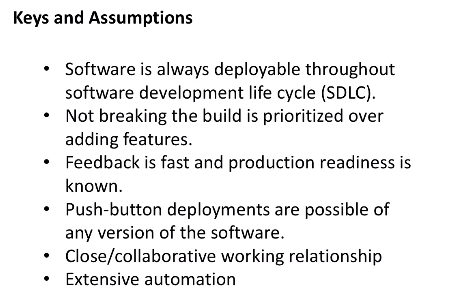 Keys and Assumptions
• Software is always deployable throughout
software development life cycle (SDLC).
• Not breaking the build is prioritized over
adding features.
• Feedback is fast and production readiness is
known.
• Push-button deployments are possible of
any version of the software.
• Close/collaborative working relationship
• Extensive automation